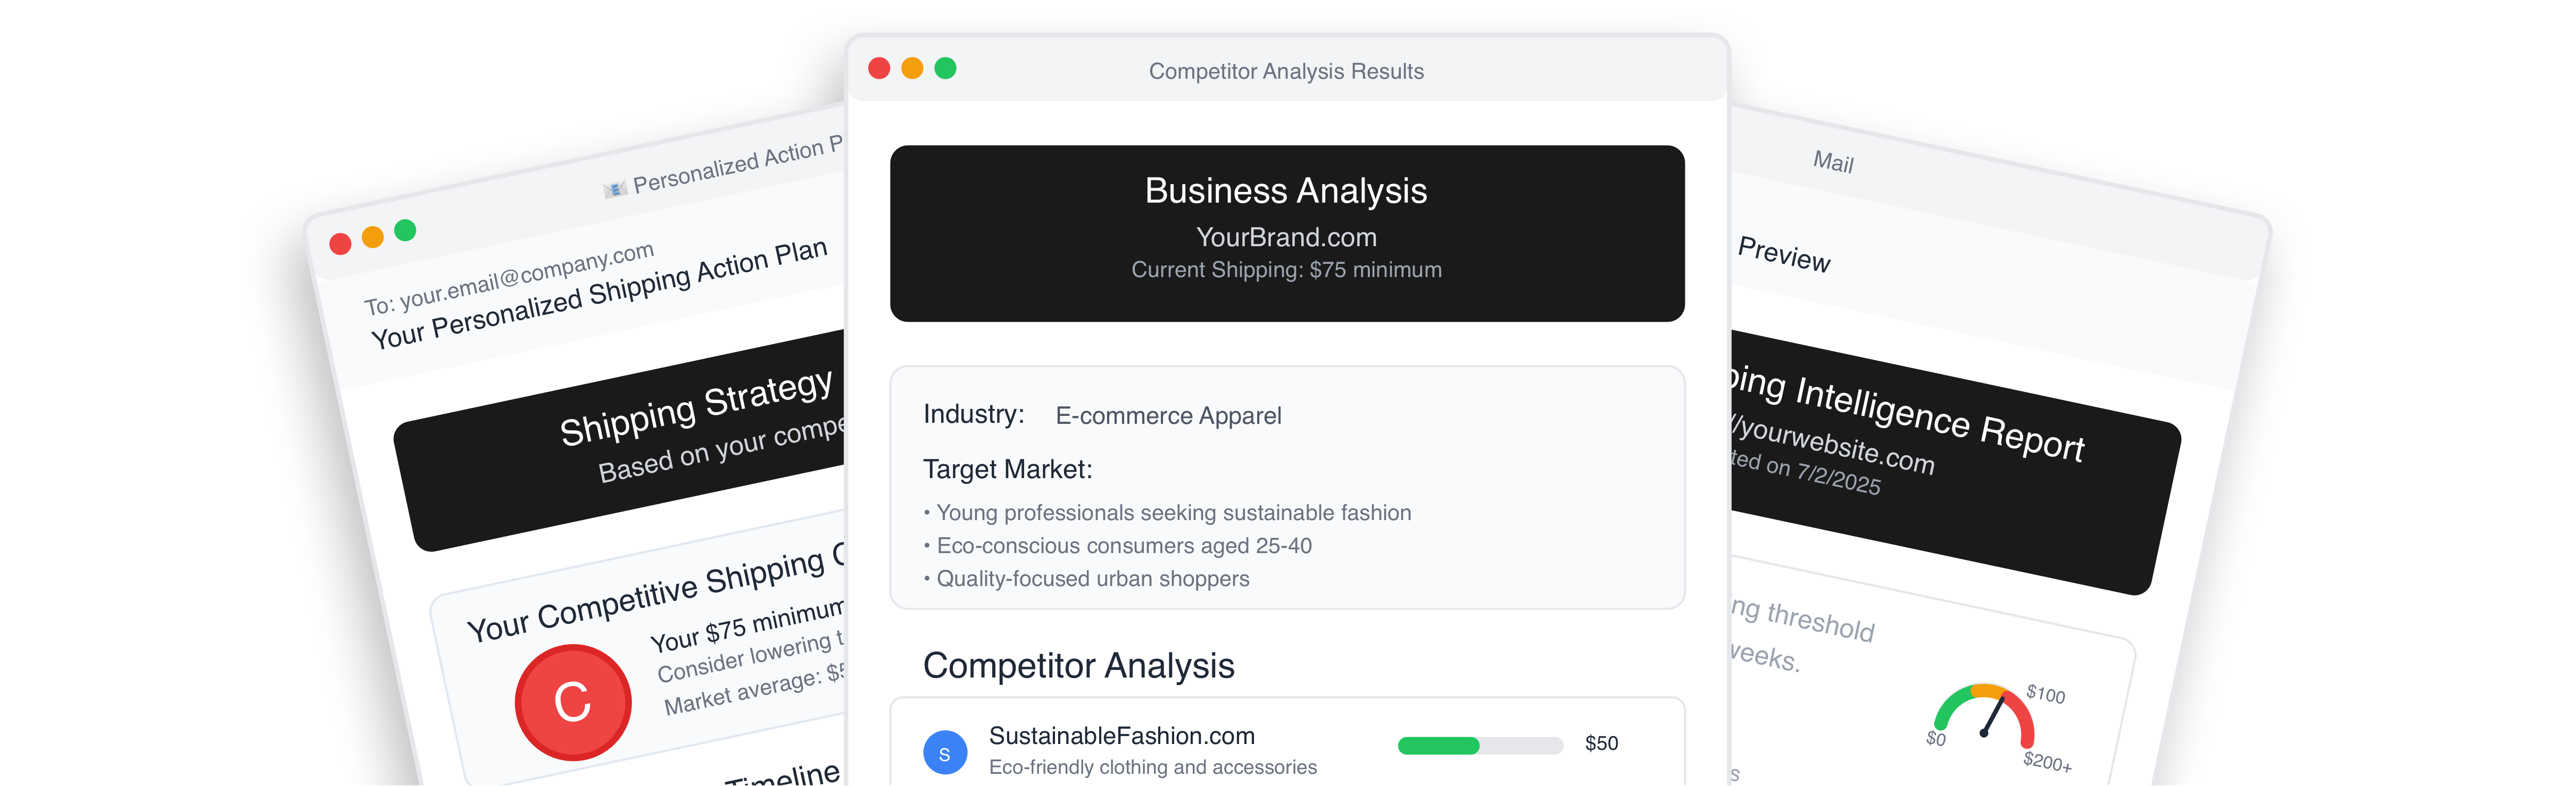 Personalized Action P
To: your.email@company.com
Your Personalized Shipping Action Plan
Shipping Strategy
Based on your compe
Your Competitive Shipping
C
Your $75 minimum
Consider lowering
Market average:
Timeline
Competitor Analysis Results
Business Analysis
YourBrand.com
Current Shipping: $75 minimum
Industry: E-commerce Apparel
Target Market:
• Young professionals seeking sustainable fashion
• Eco-conscious consumers aged 25-40
• Quality-focused urban shoppers
Competitor Analysis
S
SustainableFashion.com
Eco-friendly clothing and accessories
$50
Mail
Preview
ping Intelligence Report
//yourwebsite.com
ted on 7/2/2025
ng threshold
weeks.
$0
$100
$200+
s